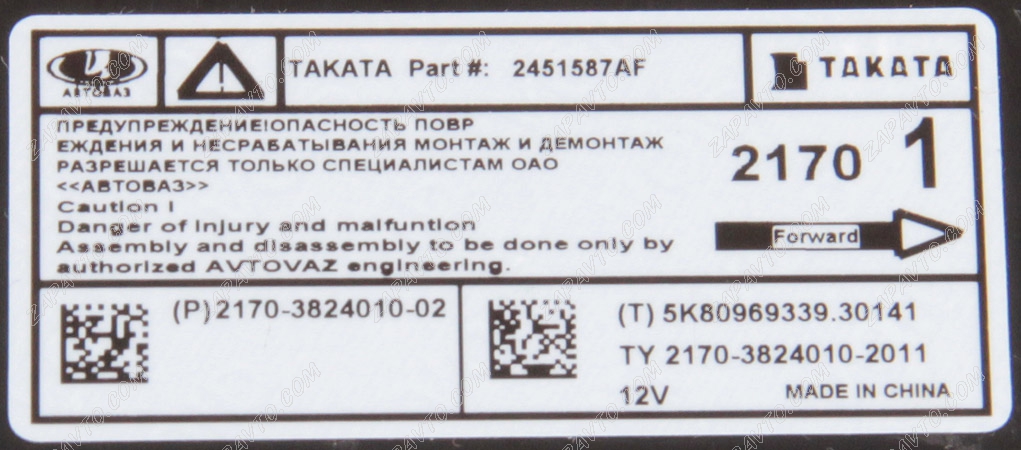 АВТОВАЗ
TAKATA Part #: 2451587AF
TAKATA
ПРЕДУПРЕЖДЕНИЕ!ОПАСНОСТЬ ПОВР
ЕЖДЕНИЯ И НЕСРАБАТЫВАНИЯ МОНТАЖ И ДЕМОНТАЖ
РАЗРЕШАЕТСЯ ТОЛЬКО СПЕЦИАЛИСТАМ ОАО
<<АВТОВАЗ>>
Caution !
Danger of injury and malfuntion
Assembly and disassembly to be done only by
authorized AVTOVAZ engineering.
2170 1
Forward
(P)2170-3824010-02
(T) 5K80969339.30141
TY 2170-3824010-2011
12V MADE IN CHINA
ZAPAVTO.COM